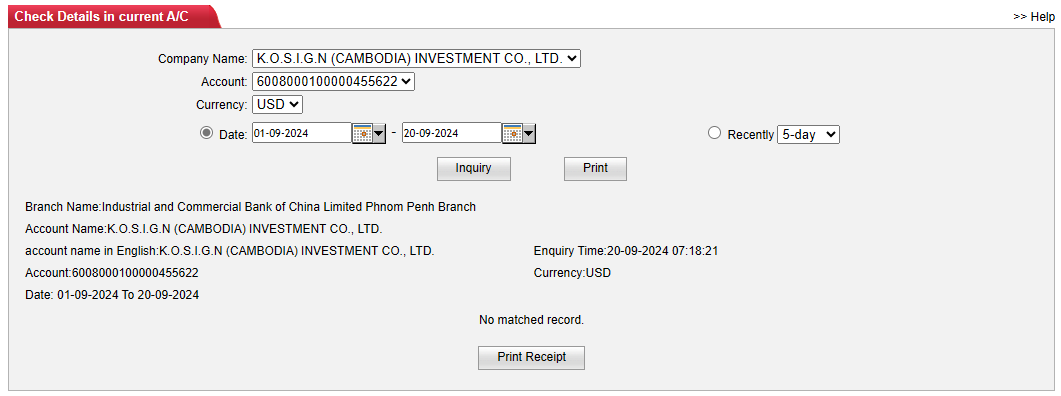 Check Details in current A/C
>> Help
Company Name: K.O.S.I.G.N (CAMBODIA) INVESTMENT CO., LTD.
Account: 6008000100000455622
Currency: USD
Date: 01-09-2024 - 20-09-2024 Recently 5-day
Inquiry Print
Branch Name:Industrial and Commercial Bank of China Limited Phnom Penh Branch
Account Name:K.O.S.I.G.N (CAMBODIA) INVESTMENT CO., LTD.
account name in English:K.O.S.I.G.N (CAMBODIA) INVESTMENT CO., LTD. Enquiry Time:20-09-2024 07:18:21
Account:6008000100000455622 Currency:USD
Date: 01-09-2024 To 20-09-2024
No matched record.
Print Receipt